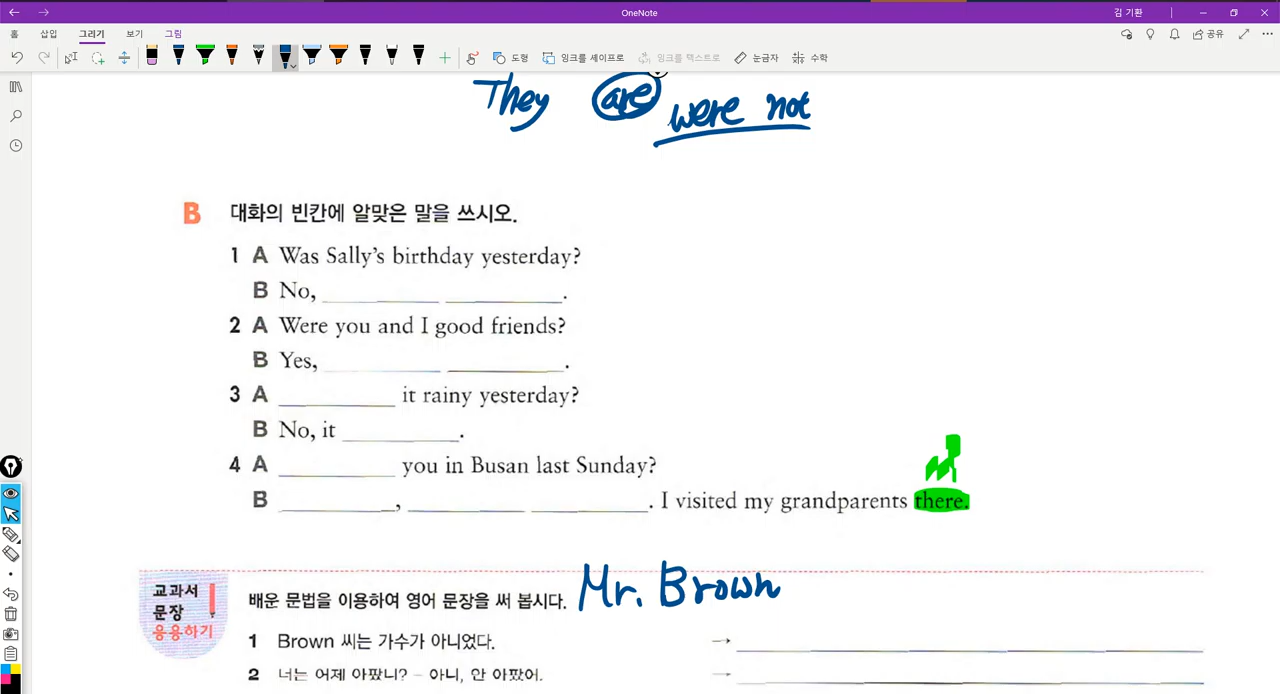 OneNote
김 기환
홈 삽입 그리기 보기 그림
공유
도형 잉크를 셰이프로 잉크를 텍스트로 눈금자 수학
They are were not
B 대화의 빈칸에 알맞은 말을 쓰시오.
1 A Was Sally's birthday yesterday?
B No, ________ ________.
2 A Were you and I good friends?
B Yes, ________ ________.
3 A ________ it rainy yesterday?
B No, it ________.
4 A ________ you in Busan last Sunday?
B ________, ________ ________. I visited my grandparents there.
교과서
문장
응용하기
배운 문법을 이용하여 영어 문장을 써 봅시다. Mr. Brown
1 Brown 씨는 가수가 아니었다. →
2 너는 어제 아팠니? – 아니, 안 아팠어. →